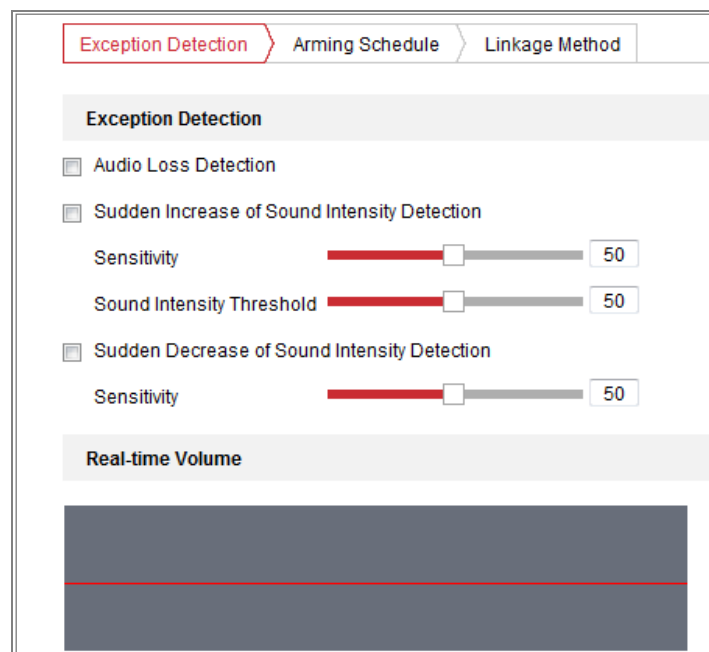 Exception Detection Arming Schedule Linkage Method
Exception Detection
Audio Loss Detection
Sudden Increase of Sound Intensity Detection
Sensitivity 50
Sound Intensity Threshold 50
Sudden Decrease of Sound Intensity Detection
Sensitivity 50
Real-time Volume